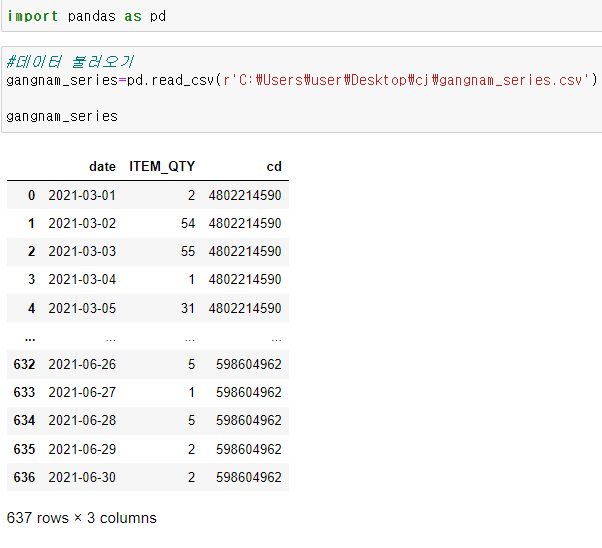 import pandas as pd
#데이터 불러오기
gangnam_series=pd.read_csv(r'C:₩Users₩user₩Desktop₩cj₩gangnam_series.csv')
gangnam_series
date ITEM_QTY cd
0 2021-03-01 2 4802214590
1 2021-03-02 54 4802214590
2 2021-03-03 55 4802214590
3 2021-03-04 1 4802214590
4 2021-03-05 31 4802214590
... ... ... ...
632 2021-06-26 5 598604962
633 2021-06-27 1 598604962
634 2021-06-28 5 598604962
635 2021-06-29 2 598604962
636 2021-06-30 2 598604962
637 rows × 3 columns